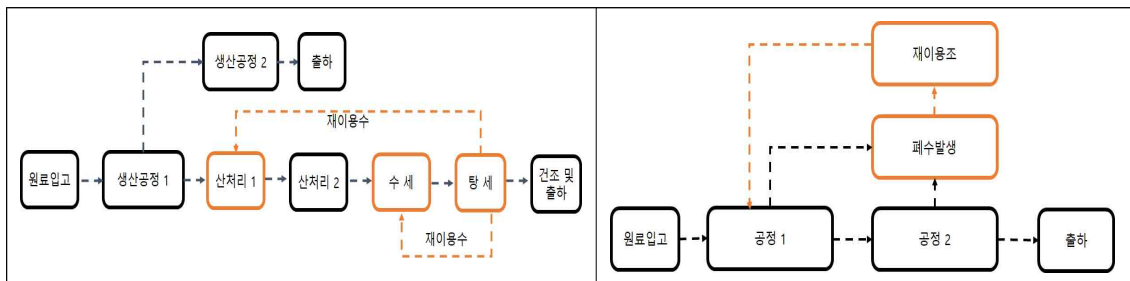 생산공정 2
출하
재이용수
원료입고
생산공정 1
산처리 1
산처리 2
수 세
탕 세
건조 및
출하
재이용수
재이용조
폐수발생
원료입고
공정 1
공정 2
출하